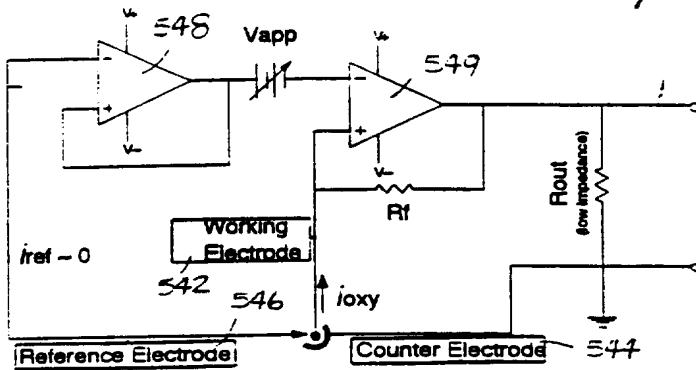 548
V+
Vapp
V+
549
-
+
-
+
V-
V-
Rout
(low impedance)
Rf
Working
Electrode
542
iref ~ 0
546
ioxy
Reference Electrode
Counter Electrode
544